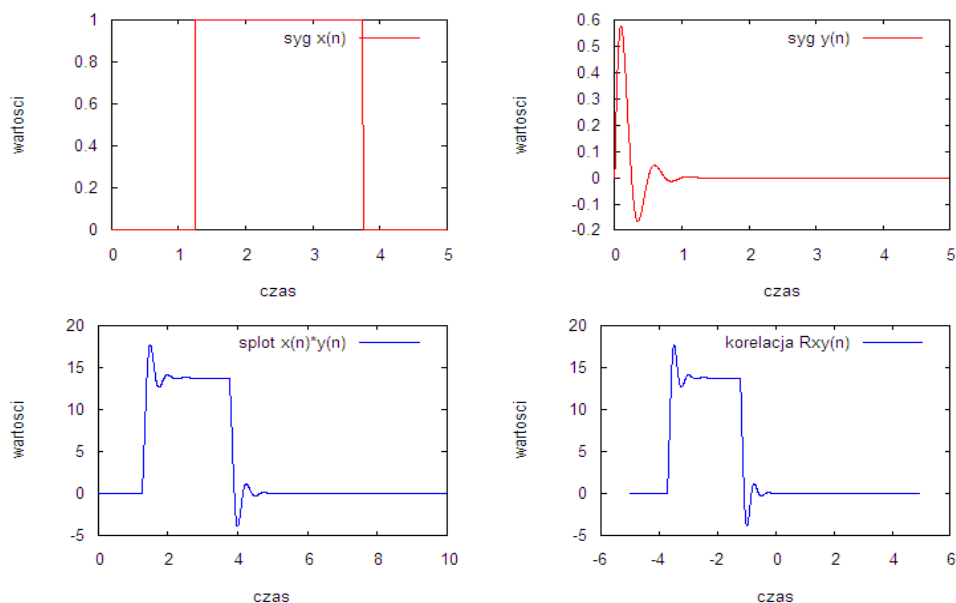 1
0.8
0.6
0.4
0.2
0
syg x(n)
wartosci
0 1 2 3 4 5
czas
0.6
0.5
0.4
0.3
0.2
0.1
0
-0.1
-0.2
syg y(n)
wartosci
0 1 2 3 4 5
czas
20
15
10
5
0
-5
splot x(n)*y(n)
wartosci
0 2 4 6 8 10
czas
20
15
10
5
0
-5
korelacja Rxy(n)
wartosci
-6 -4 -2 0 2 4 6
czas